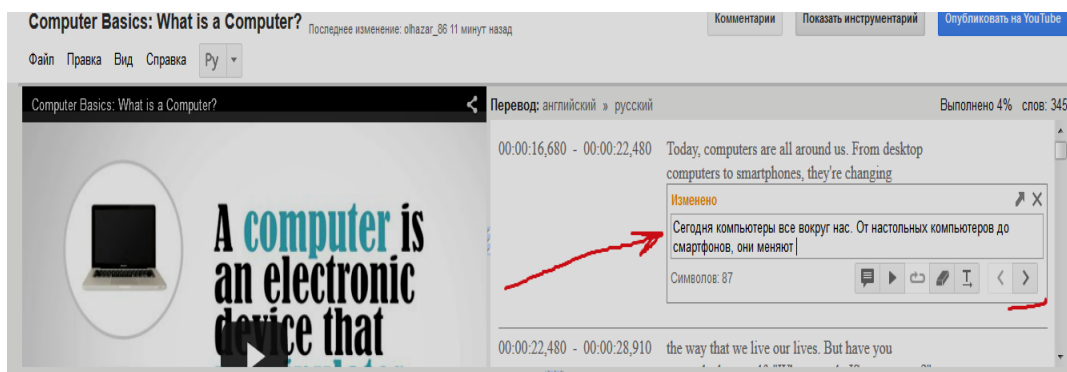 Computer Basics: What is a Computer? Последнее изменение: olhazar_86 11 минут назад
Комментарии Показать инструментарий Опубликовать на YouTube
Файл Правка Вид Справка Ру
Computer Basics: What is a Computer?
A computer is
an electronic
device that
Перевод: английский » русский Выполнено 4% слов: 345
00:00:16,680 - 00:00:22,480 Today, computers are all around us. From desktop
computers to smartphones, they're changing
Изменено
Сегодня компьютеры все вокруг нас. От настольных компьютеров до
смартфонов, они меняют
Символов: 87
00:00:22,480 - 00:00:28,910 the way that we live our lives. But have you